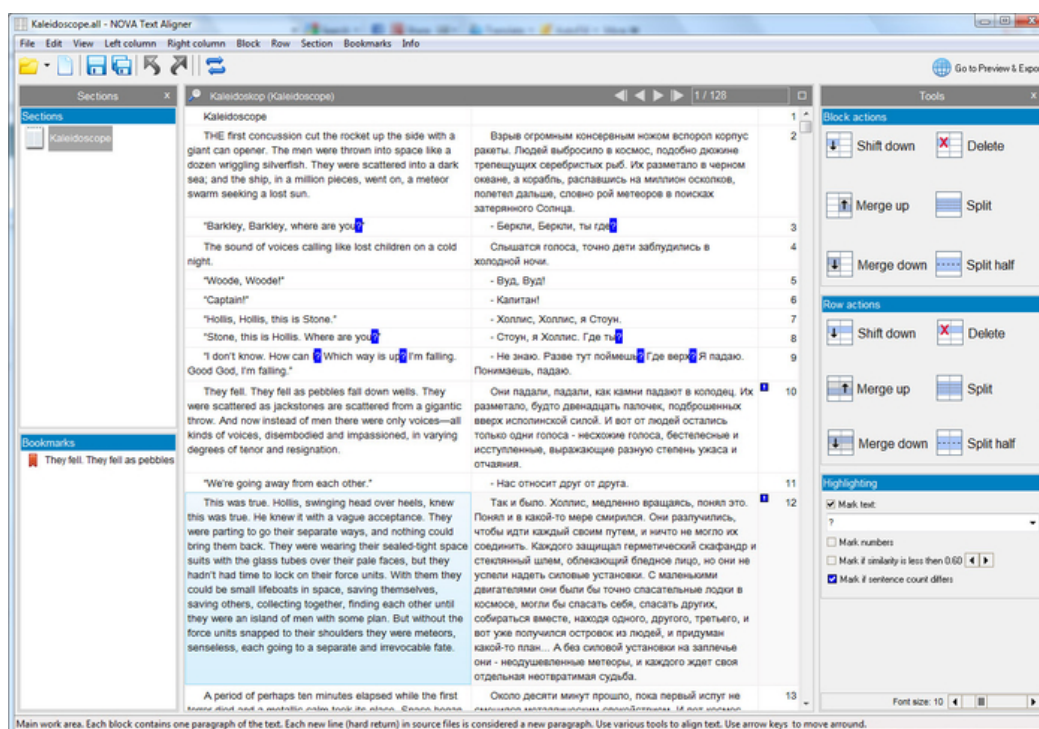 Kaleidoscope.all - NOVA Text Aligner
File Edit View Left column Right column Block Row Section Bookmarks Info
Go to Preview & Expo
Sections x
Sections
Kaleidoscope
Bookmarks
They fell. They fell as pebbles
Kaleidoskop (Kaleidoscope) 1 / 128
Kaleidoscope 1
THE first concussion cut the rocket up the side with a
giant can opener. The men were thrown into space like a
dozen wriggling silverfish. They were scattered into a dark
sea; and the ship, in a million pieces, went on, a meteor
swarm seeking a lost sun.
Взрыв огромным консервным ножом вспорол корпус 2
ракеты. Людей выбросило в космос, подобно дюжине
трепещущих серебристых рыб. Их разметало в черном
океане, а корабль, распавшись на миллион осколков,
полетел дальше, словно рой метеоров в поисках
затерянного Солнца.
"Barkley, Barkley, where are you?"
- Беркли, Беркли, ты где? 3
The sound of voices calling like lost children on a cold
night.
Слышатся голоса, точно дети заблудились в 4
холодной ночи.
"Woode, Woode!"
- Вуд, Вуд! 5
"Captain!"
- Капитан! 6
"Hollis, Hollis, this is Stone."
- Холлис, Холлис, я Стоун. 7
"Stone, this is Hollis. Where are you?"
- Стоун, я Холлис. Где ты? 8
"I don't know. How can ? Which way is up? I'm falling.
Good God, I'm falling."
- Не знаю. Разве тут поймешь? Где верх? Я падаю. 9
Понимаешь, падаю.
They fell. They fell as pebbles fall down wells. They
were scattered as jackstones are scattered from a gigantic
throw. And now instead of men there were only voices—all
kinds of voices, disembodied and impassioned, in varying
degrees of tenor and resignation.
Они падали, падали, как камни падают в колодец. Их ! 10
разметало, будто двенадцать палочек, подброшенных
вверх исполинской силой. И вот от людей остались
только одни голоса - несхожие голоса, бестелесные и
исступленные, выражающие разную степень ужаса и
отчаяния.
"We're going away from each other."
- Нас относит друг от друга. 11
This was true. Hollis, swinging head over heels, knew
this was true. He knew it with a vague acceptance. They
were parting to go their separate ways, and nothing could
bring them back. They were wearing their sealed-tight space
suits with the glass tubes over their pale faces, but they
hadn't had time to lock on their force units. With them they
could be small lifeboats in space, saving themselves,
saving others, collecting together, finding each other until
they were an island of men with some plan. But without the
force units snapped to their shoulders they were meteors,
senseless, each going to a separate and irrevocable fate.
Так и было. Холлис, медленно вращаясь, понял это. ! 12
Понял и в какой-то мере смирился. Они разлучились,
чтобы идти каждый своим путем, и ничто не могло их
соединить. Каждого защищал герметический скафандр и
стеклянный шлем, облекающий бледное лицо, но они не
успели надеть силовые установки. С маленькими
двигателями они были бы точно спасательные лодки в
космосе, могли бы спасать себя, спасать других,
собираться вместе, находя одного, другого, третьего, и
вот уже получился островок из людей, и придуман
какой-то план... А без силовой установки на заплечье
они - неодушевленные метеоры, и каждого ждет своя
отдельная неотвратимая судьба.
A period of perhaps ten minutes elapsed while the first
terror died and a metallic calm took its place. Space began
Около десяти минут прошло, пока первый испуг не 13
сменился металлическим спокойствием. И вот космос
Tools x
Block actions
Shift down Delete
Merge up Split
Merge down Split half
Row actions
Shift down Delete
Merge up Split
Merge down Split half
Highlighting
Mark text:
?
Mark numbers
Mark if similarity is less then 0.60
Mark if sentence count differs
Font size: 10
Main work area. Each block contains one paragraph of the text. Each new line (hard return) in source files is considered a new paragraph. Use various tools to align text. Use arrow keys to move arround.